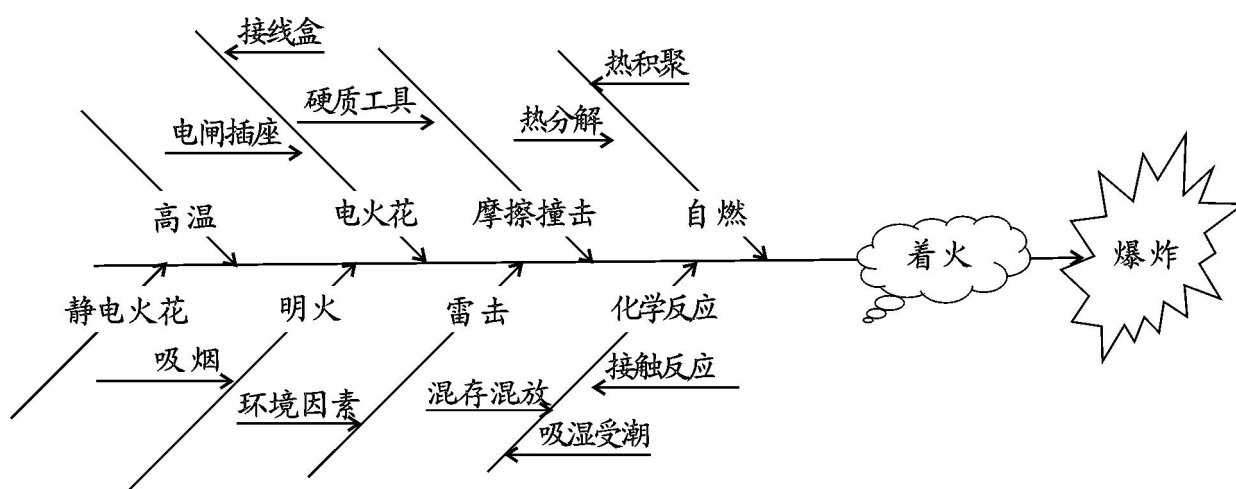 接线盒
热积聚
硬质工具
热分解
电闸插座
高温
电火花
摩擦撞击
自燃
着火
爆炸
静电火花
明火
雷击
化学反应
吸烟
接触反应
环境因素
混存混放
吸湿受潮